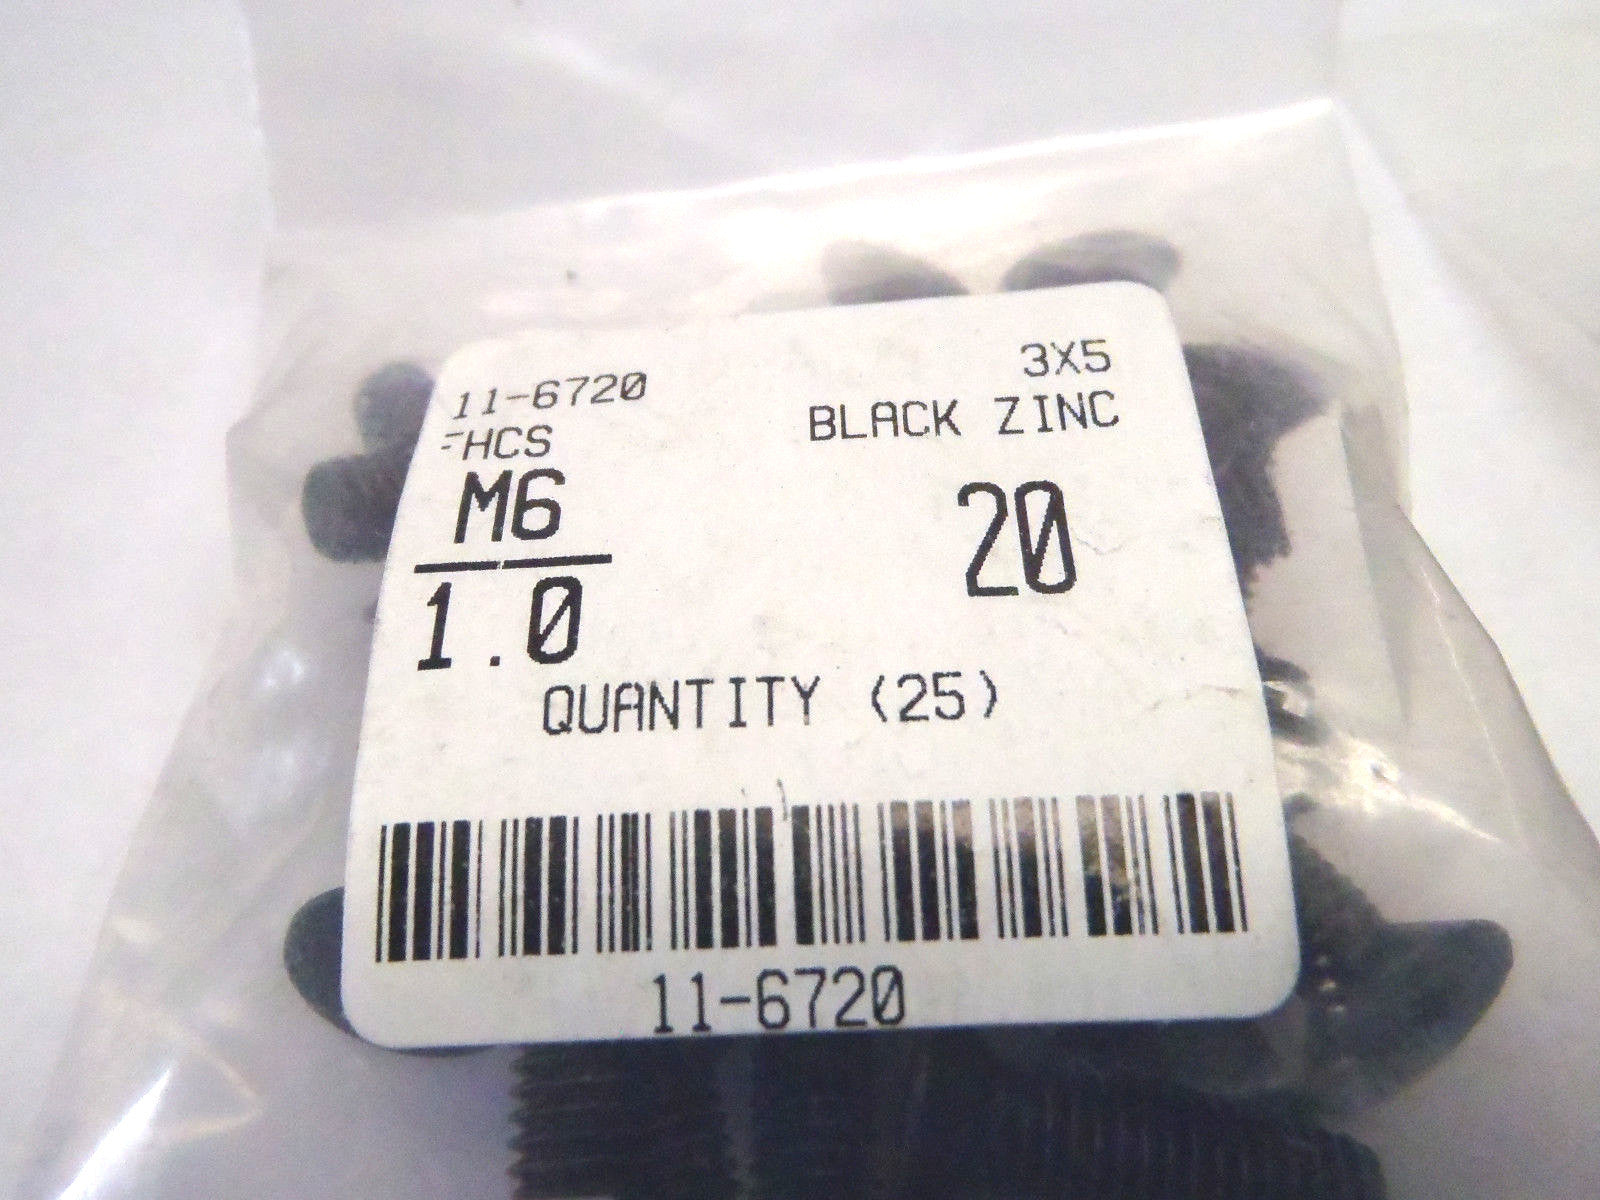 11-6720 3X5
HCS BLACK ZINC
M6 20
1.0
QUANTITY (25)
11-6720